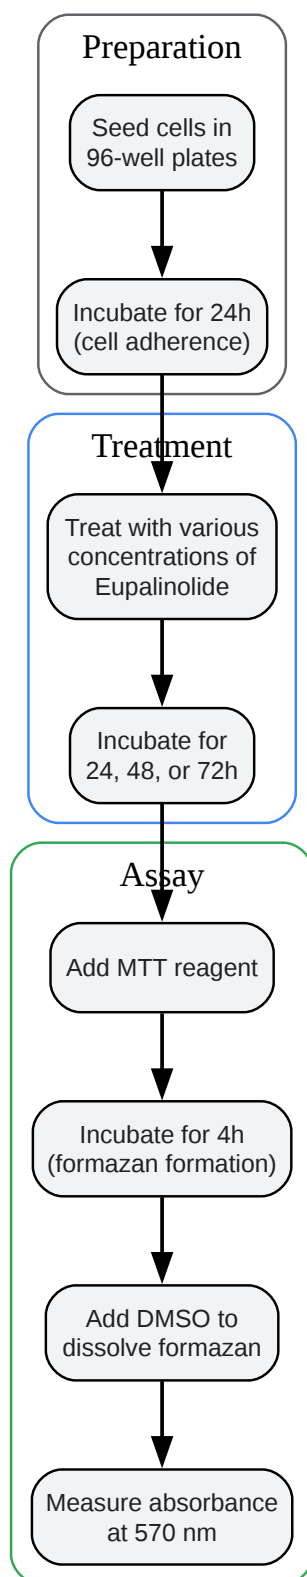 Preparation
Seed cells in
96-well plates
Incubate for 24h
(cell adherence)
Treatment
Treat with various
concentrations of
Eupalinolide
Incubate for
24, 48, or 72h
Assay
Add MTT reagent
Incubate for 4h
(formazan formation)
Add DMSO to
dissolve formazan
Measure absorbance
at 570 nm